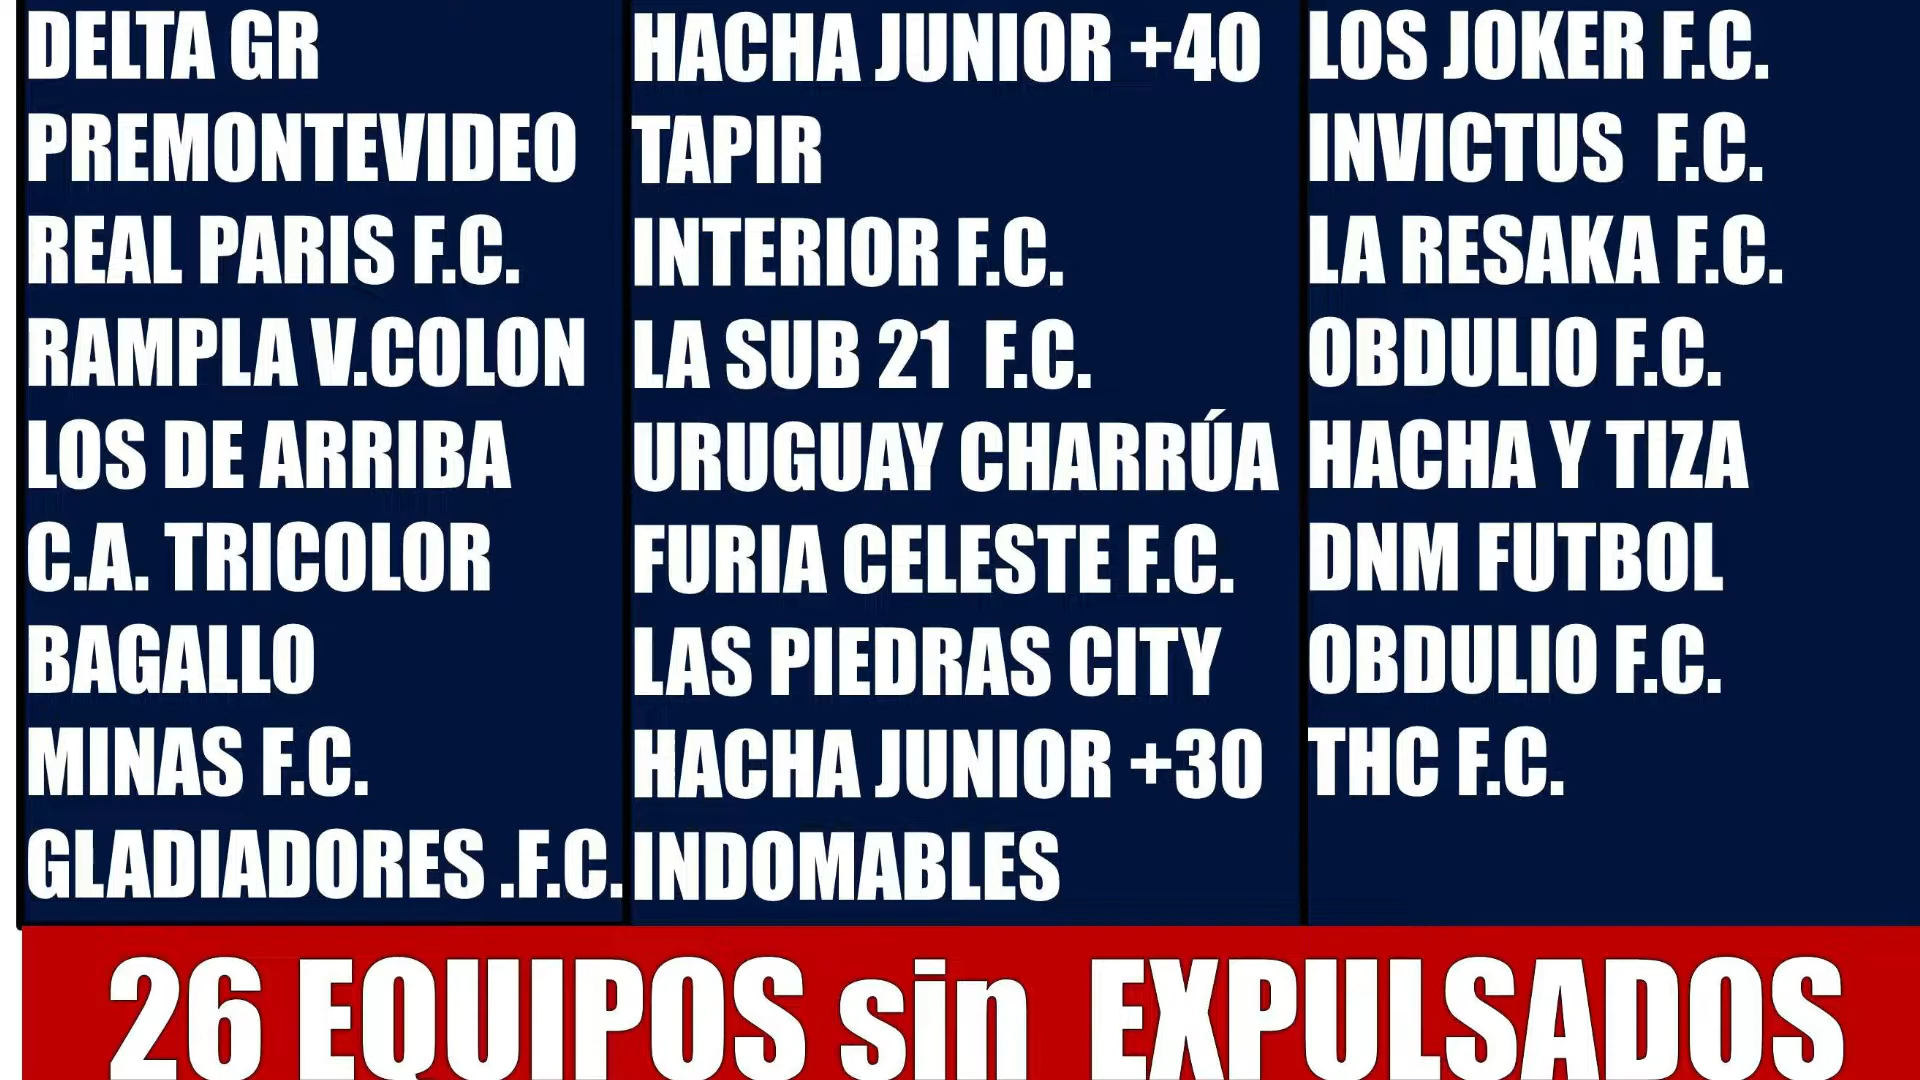 DELTA GR
PREMONTEVIDEO
REAL PARIS F.C.
RAMPLA V.COLON
LOS DE ARRIBA
C.A. TRICOLOR
BAGALLO
MINAS F.C.
GLADIADORES .F.C.
HACHA JUNIOR +40
TAPIR
INTERIOR F.C.
LA SUB 21 F.C.
URUGUAY CHARRÚA
FURIA CELESTE F.C.
LAS PIEDRAS CITY
HACHA JUNIOR +30
INDOMABLES
LOS JOKER F.C.
INVICTUS F.C.
LA RESAKA F.C.
OBDULIO F.C.
HACHA Y TIZA
DNM FUTBOL
OBDULIO F.C.
THC F.C.
26 EQUIPOS sin EXPULSADOS